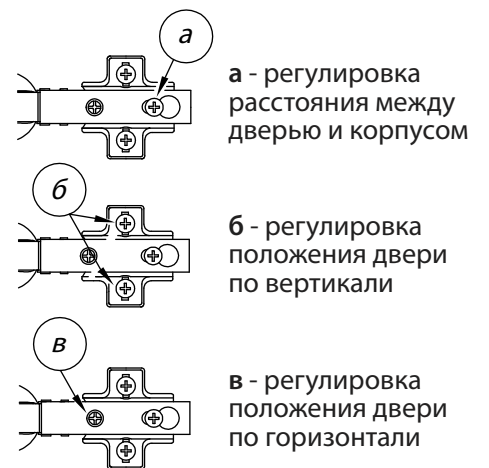 а
а - регулировка
расстояния между
дверью и корпусом
б
б - регулировка
положения двери
по вертикали
в
в - регулировка
положения двери
по горизонтали